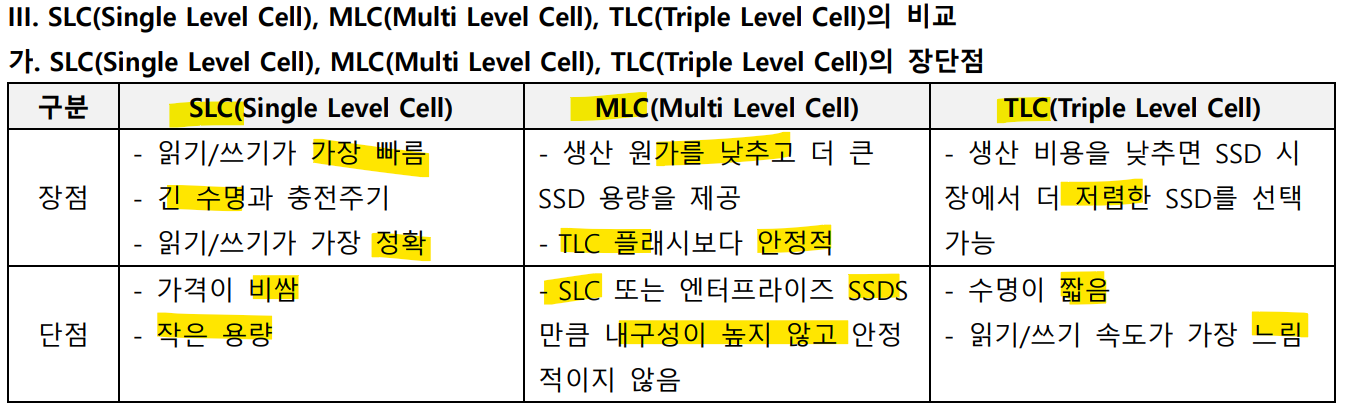 III. SLC(Single Level Cell), MLC(Multi Level Cell), TLC(Triple Level Cell)의 비교
가. SLC(Single Level Cell), MLC(Multi Level Cell), TLC(Triple Level Cell)의 장단점
구분
SLC(Single Level Cell)
MLC(Multi Level Cell)
TLC(Triple Level Cell)
장점
- 읽기/쓰기가 가장 빠름
- 긴 수명과 충전주기
- 읽기/쓰기가 가장 정확
- 생산 원가를 낮추고 더 큰
SSD 용량을 제공
- TLC 플래시보다 안정적
- 생산 비용을 낮추면 SSD 시
장에서 더 저렴한 SSD를 선택
가능
단점
- 가격이 비쌈
- 작은 용량
- SLC 또는 엔터프라이즈 SSDS
만큼 내구성이 높지 않고 안정
적이지 않음
- 수명이 짧음
- 읽기/쓰기 속도가 가장 느림